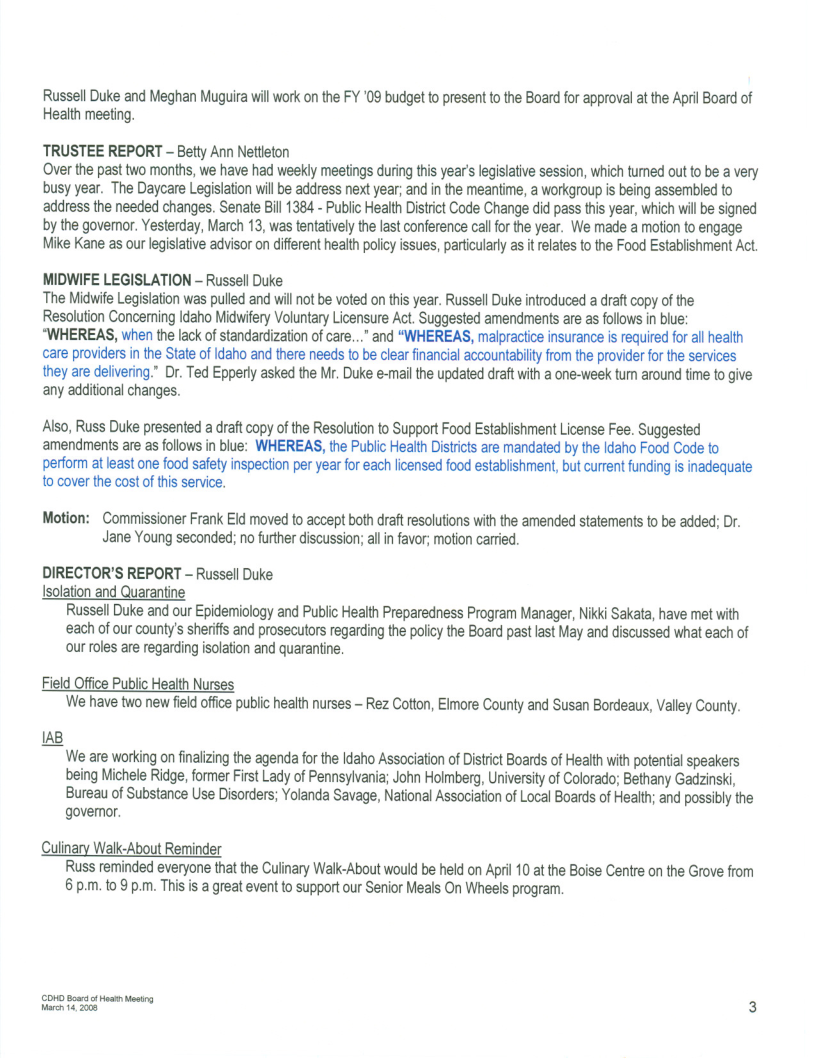 Russell Duke and Meghan Muguira will work on the FY '09 budget to present to the Board for approval at the April Board of
Health meeting.
TRUSTEE REPORT – Betty Ann Nettleton
Over the past two months, we have had weekly meetings during this year's legislative session, which turned out to be a very
busy year. The Daycare Legislation will be address next year; and in the meantime, a workgroup is being assembled to
address the needed changes. Senate Bill 1384 - Public Health District Code Change did pass this year, which will be signed
by the governor. Yesterday, March 13, was tentatively the last conference call for the year. We made a motion to engage
Mike Kane as our legislative advisor on different health policy issues, particularly as it relates to the Food Establishment Act.
MIDWIFE LEGISLATION – Russell Duke
The Midwife Legislation was pulled and will not be voted on this year. Russell Duke introduced a draft copy of the
Resolution Concerning Idaho Midwifery Voluntary Licensure Act. Suggested amendments are as follows in blue:
"WHEREAS, when the lack of standardization of care…" and "WHEREAS, malpractice insurance is required for all health
care providers in the State of Idaho and there needs to be clear financial accountability from the provider for the services
they are delivering." Dr. Ted Epperly asked the Mr. Duke e-mail the updated draft with a one-week turn around time to give
any additional changes.
Also, Russ Duke presented a draft copy of the Resolution to Support Food Establishment License Fee. Suggested
amendments are as follows in blue: WHEREAS, the Public Health Districts are mandated by the Idaho Food Code to
perform at least one food safety inspection per year for each licensed food establishment, but current funding is inadequate
to cover the cost of this service.
Motion: Commissioner Frank Eld moved to accept both draft resolutions with the amended statements to be added; Dr.
Jane Young seconded; no further discussion; all in favor; motion carried.
DIRECTOR'S REPORT – Russell Duke
Isolation and Quarantine
Russell Duke and our Epidemiology and Public Health Preparedness Program Manager, Nikki Sakata, have met with
each of our county's sheriffs and prosecutors regarding the policy the Board past last May and discussed what each of
our roles are regarding isolation and quarantine.
Field Office Public Health Nurses
We have two new field office public health nurses – Rez Cotton, Elmore County and Susan Bordeaux, Valley County.
IAB
We are working on finalizing the agenda for the Idaho Association of District Boards of Health with potential speakers
being Michele Ridge, former First Lady of Pennsylvania; John Holmberg, University of Colorado; Bethany Gadzinski,
Bureau of Substance Use Disorders; Yolanda Savage, National Association of Local Boards of Health; and possibly the
governor.
Culinary Walk-About Reminder
Russ reminded everyone that the Culinary Walk-About would be held on April 10 at the Boise Centre on the Grove from
6 p.m. to 9 p.m. This is a great event to support our Senior Meals On Wheels program.
CDHD Board of Health Meeting
March 14, 2008
3